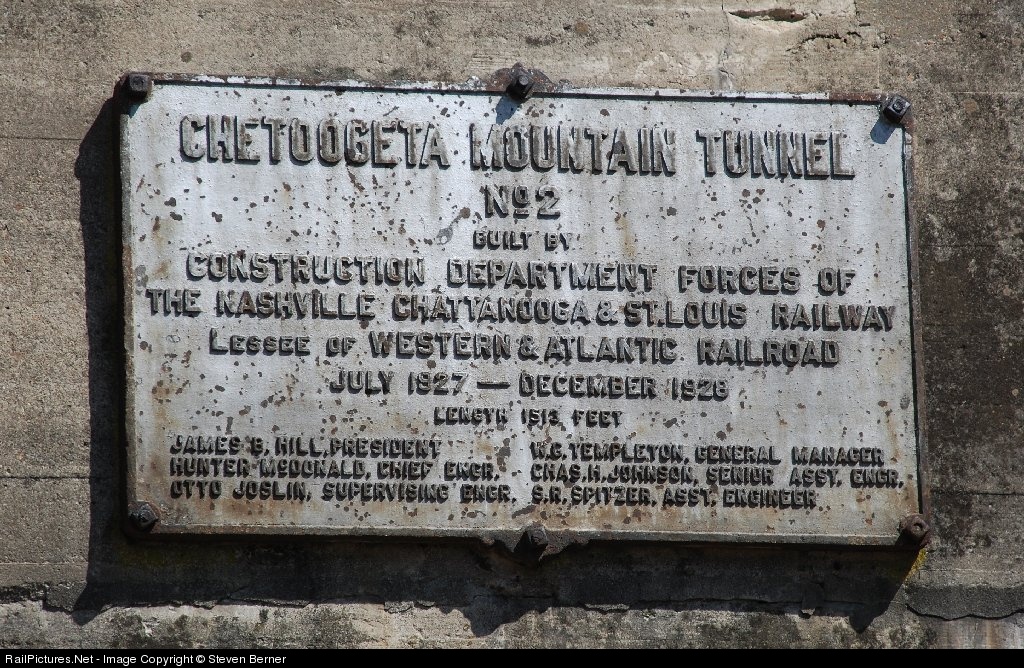 CHETOOGETA MOUNTAIN TUNNEL
No 2
BUILT BY
CONSTRUCTION DEPARTMENT FORCES OF
THE NASHVILLE CHATTANOOGA & ST. LOUIS RAILWAY
LESSEE OF WESTERN & ATLANTIC RAILROAD
JULY 1927 — DECEMBER 1928
LENGTH 1513 FEET
JAMES B. HILL, PRESIDENT
HUNTER McDONALD, CHIEF ENGR.
OTTO JOSLIN, SUPERVISING ENGR.
W.C. TEMPLETON, GENERAL MANAGER
CHAS. H. JOHNSON, SENIOR ASST. ENGR.
S.R. SPITZER, ASST. ENGINEER
RailPictures.Net - Image Copyright © Steven Berner